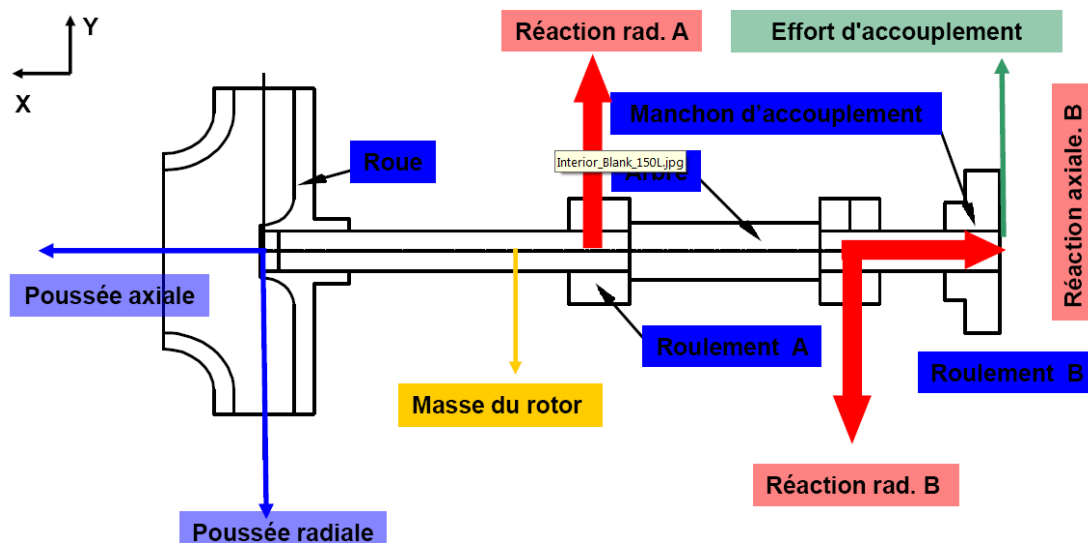 Y
Réaction rad. A
Effort d'accouplement
X
Manchon d'accouplement
Réaction axiale. B
Roue
Interior_Blank_150L.jpg
Arbre
Poussée axiale
Roulement A
Roulement B
Masse du rotor
Réaction rad. B
Poussée radiale